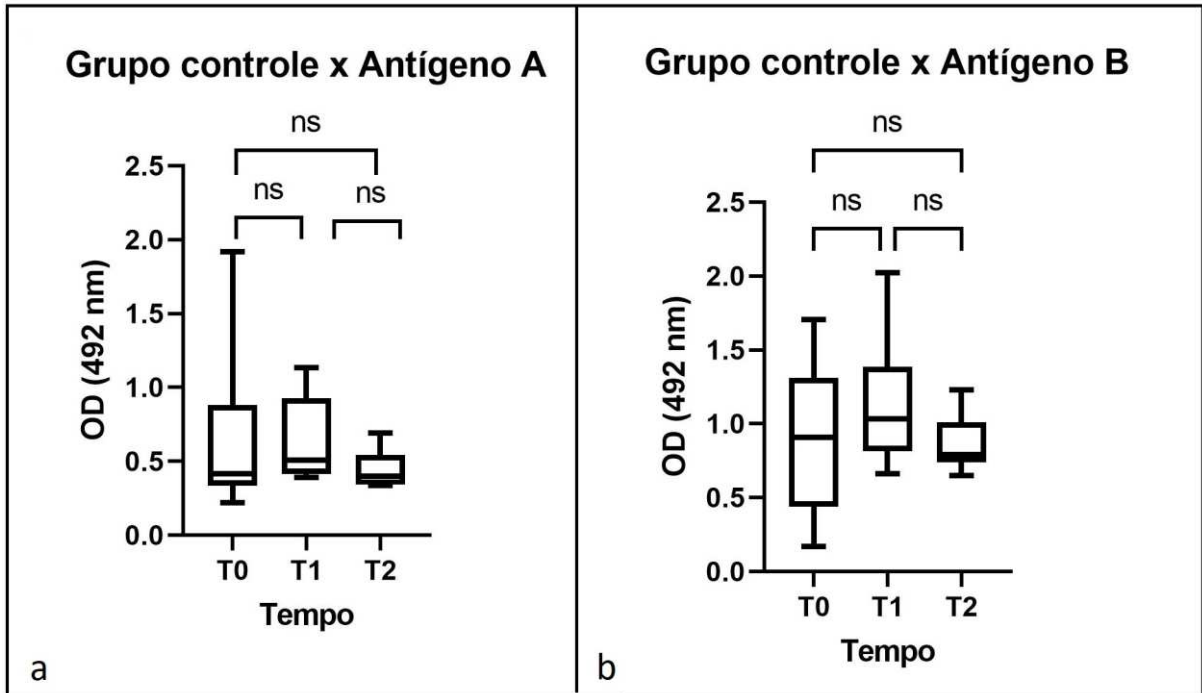 Grupo controle x Antígeno A
ns
ns
ns
2.5
2.0
1.5
1.0
0.5
0.0
OD (492 nm)
T0 T1 T2
Tempo
a
Grupo controle x Antígeno B
ns
ns
ns
2.5
2.0
1.5
1.0
0.5
0.0
OD (492 nm)
T0 T1 T2
Tempo
b